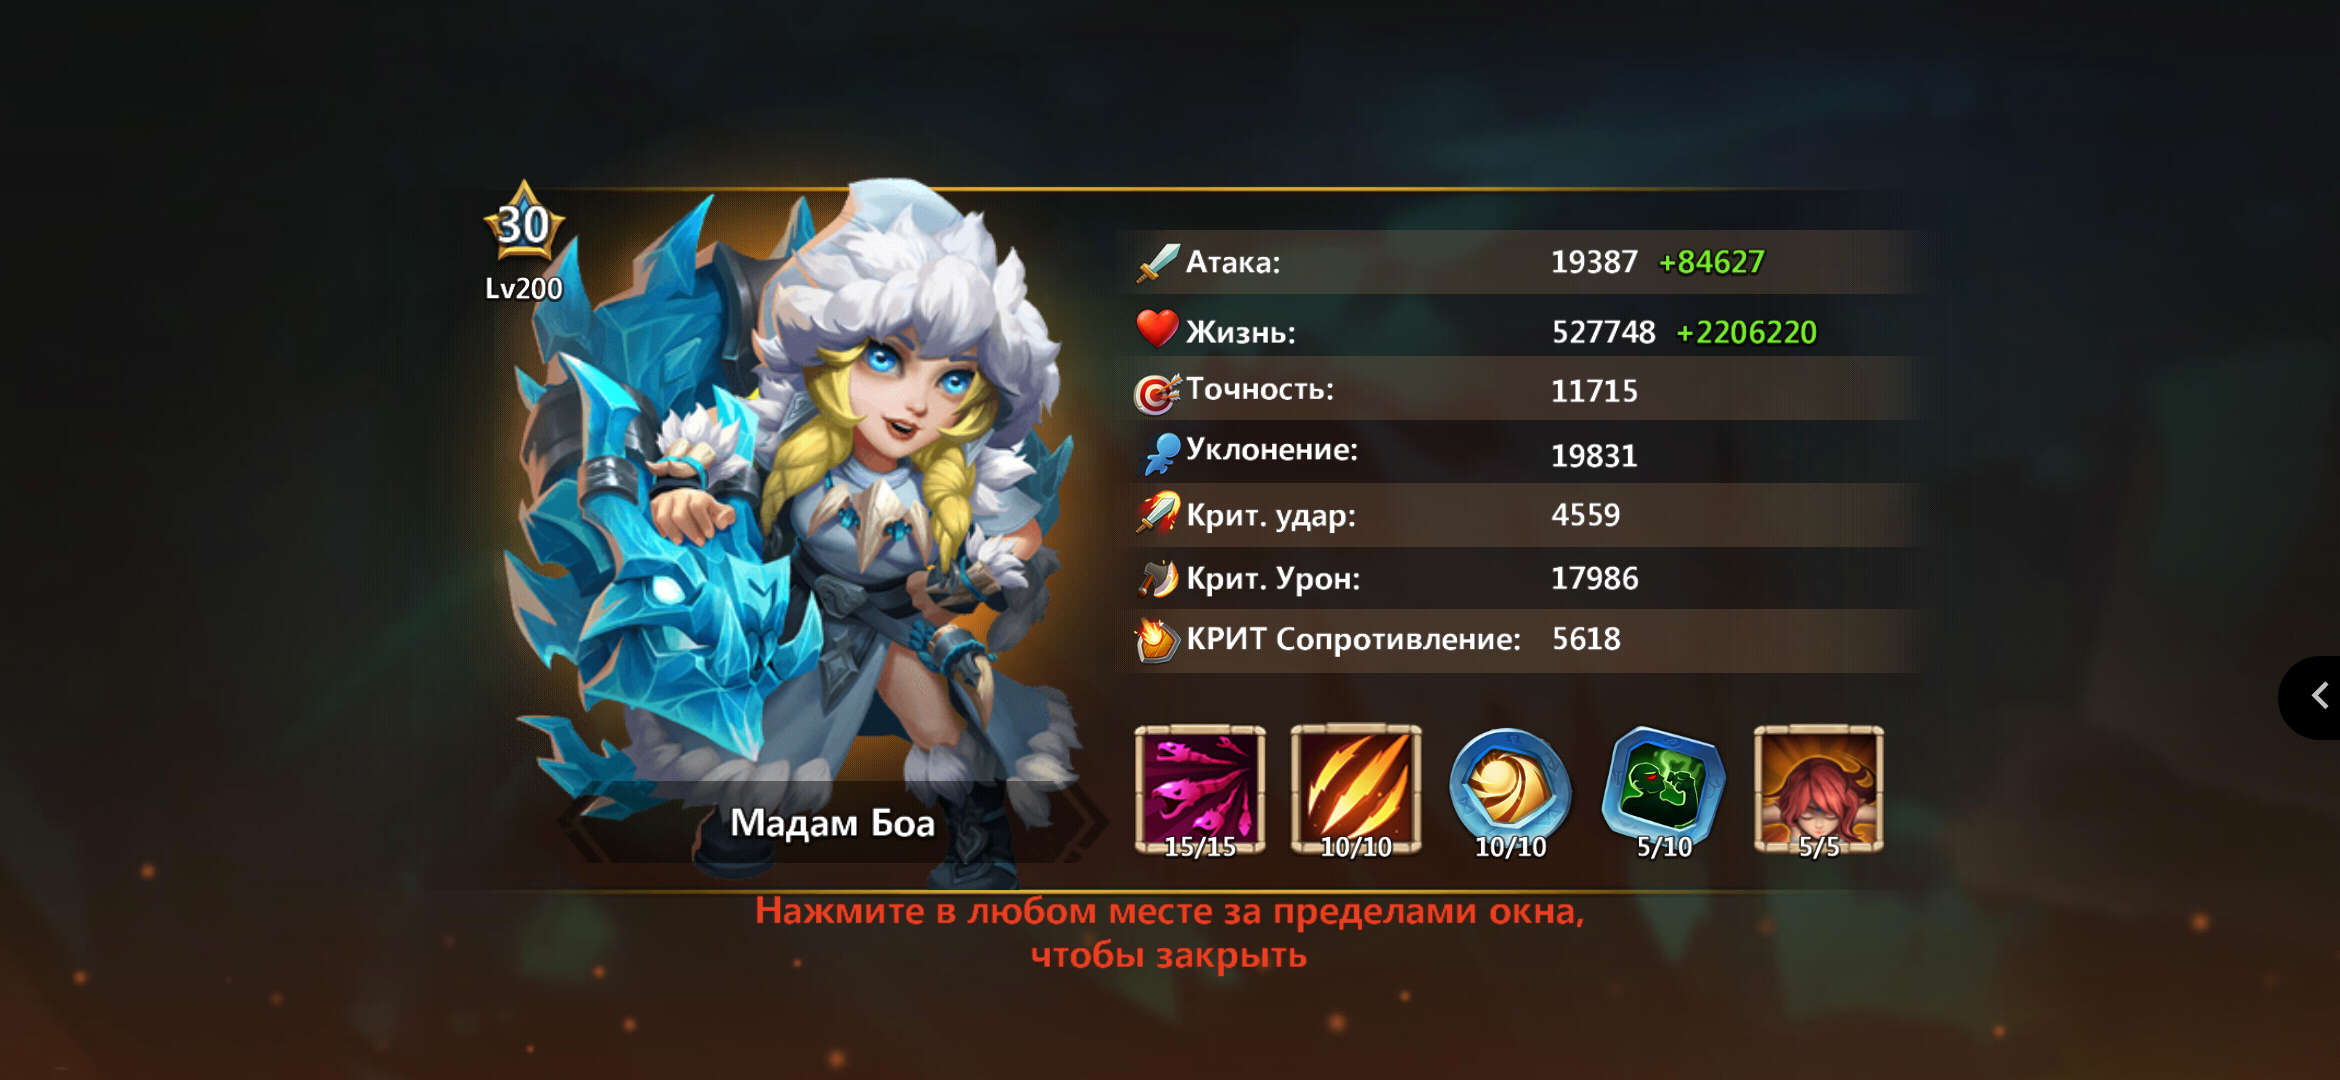 30
Lv200
Атака: 19387 +84627
Жизнь: 527748 +2206220
Точность: 11715
Уклонение: 19831
Крит. удар: 4559
Крит. Урон: 17986
КРИТ Сопротивление: 5618
Мадам Боа
15/15 10/10 10/10 5/10 5/5
Нажмите в любом месте за пределами окна,
чтобы закрыть